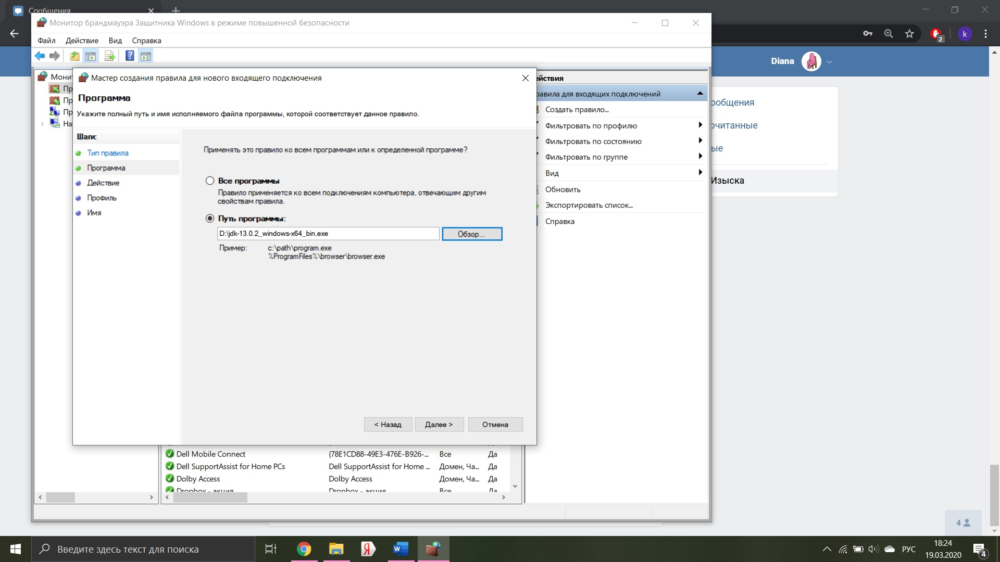 Сообщения
Монитор брандмауэра Защитника Windows в режиме повышенной безопасности
Файл Действие Вид Справка
2
k
Diana
Мастер создания правила для нового входящего подключения
Программа
Укажите полный путь и имя исполняемого файла программы, которой соответствует данное правило.
Шаги:
Тип правила
Программа
Действие
Профиль
Имя
Применять это правило ко всем программам или к определенной программе?
Все программы
Правило применяется ко всем подключениям компьютера, отвечающим другим
свойствам правила.
Путь программы:
D:\jdk-13.0.2_windows-x64_bin.exe
Обзор...
Пример: c:\path\program.exe
%ProgramFiles%\browser\browser.exe
< Назад Далее > Отмена
Мони
Пр
Пр
Пр
На
ействия
равила для входящих подключений
Создать правило...
Фильтровать по профилю
Фильтровать по состоянию
Фильтровать по группе
Вид
Обновить
Экспортировать список...
Справка
ообщения
очитанные
ые
Изыска
Dell Mobile Connect {78E1CD88-49E3-476E-B926-... Все Да
Dell SupportAssist for Home PCs Dell SupportAssist for Home ... Домен, Ча... Да
Dolby Access Dolby Access Домен, Ча... Да
Dropbox - акция Dropbox - акция Все Да
4
Введите здесь текст для поиска
РУС
18:24
19.03.2020
4